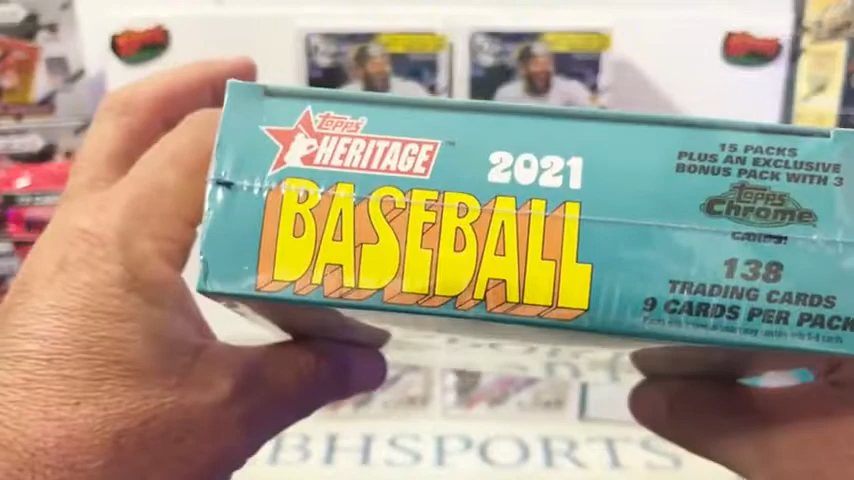 Topps
HERITAGE
2021
BASEBALL
15 PACKS
PLUS AN EXCLUSIVE
BONUS PACK WITH 3
Topps
Chrome
CARDS!
138
TRADING CARDS
9 CARDS PER PACK
BHSPORTS